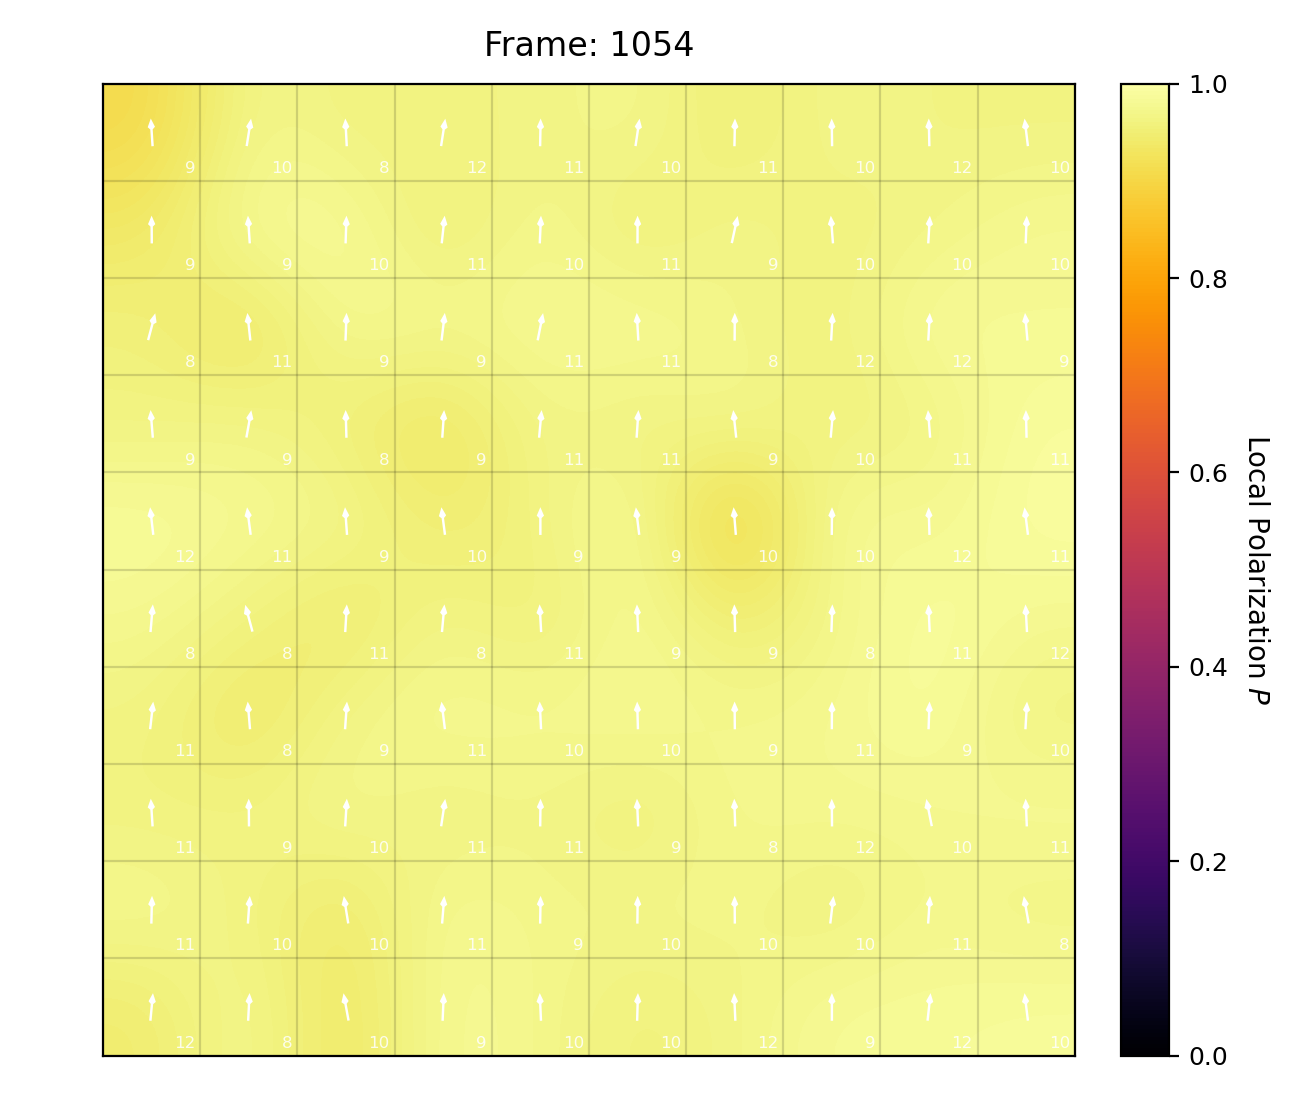 Frame: 1054
9 10 8 12 11 10 11 10 12 10
9 9 10 11 10 11 9 10 10 10
8 11 9 9 11 11 8 12 12 9
9 9 8 9 11 11 9 10 11 11
12 11 9 10 9 9 10 10 12 11
8 8 11 8 11 9 9 8 11 12
11 8 9 11 10 10 9 11 9 10
11 9 10 11 11 9 8 12 10 11
11 10 10 11 9 10 10 10 11 8
12 8 10 9 10 10 12 9 12 10
1.0
0.8
0.6
0.4
0.2
0.0
Local Polarization P